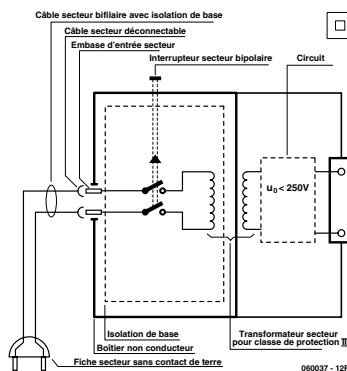 Câble secteur bifilaire avec isolation de base
Câble secteur déconnectable
Embase d'entrée secteur
Interrupteur secteur bipolaire
Circuit
u0 < 250V
Isolation de base
Boîtier non conducteur
Transformateur secteur
pour classe de protection II
Fiche secteur sans contact de terre
060037 - 12F